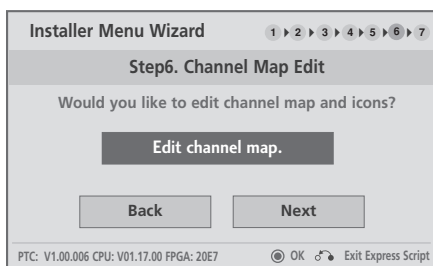 Installer Menu Wizard 1 2 3 4 5 6 7
Step6. Channel Map Edit
Would you like to edit channel map and icons?
Edit channel map.
Back Next
PTC: V1.00.006 CPU: V01.17.00 FPGA: 20E7 OK Exit Express Script